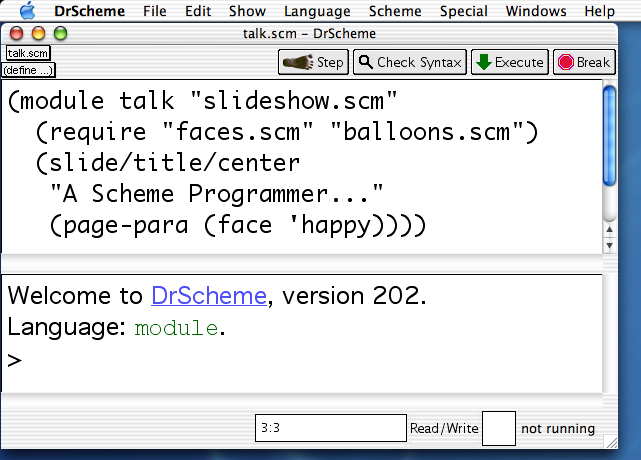 DrScheme File Edit Show Language Scheme Special Windows Help
talk.scm – DrScheme
talk.scm
(define ...)
Step Check Syntax Execute Break
(module talk "slideshow.scm"
(require "faces.scm" "balloons.scm")
(slide/title/center
"A Scheme Programmer..."
(page-para (face 'happy))))
Welcome to DrScheme, version 202.
Language: module.
>
3:3 Read/Write not running